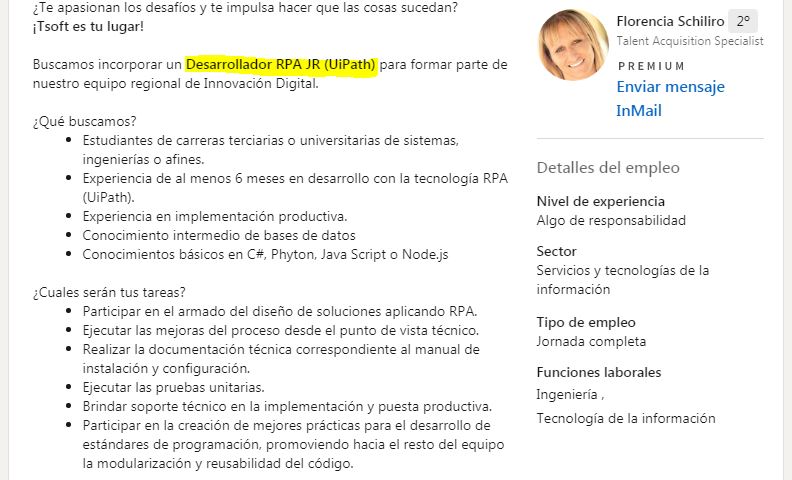 ¿Te apasionan los desafíos y te impulsa hacer que las cosas sucedan?
¡Tsoft es tu lugar!
Buscamos incorporar un Desarrollador RPA JR (UiPath) para formar parte de
nuestro equipo regional de Innovación Digital.
¿Qué buscamos?
Estudiantes de carreras terciarias o universitarias de sistemas,
ingenierías o afines.
Experiencia de al menos 6 meses en desarrollo con la tecnología RPA
(UiPath).
Experiencia en implementación productiva.
Conocimiento intermedio de bases de datos
Conocimientos básicos en C#, Phyton, Java Script o Node.js
¿Cuales serán tus tareas?
Participar en el armado del diseño de soluciones aplicando RPA.
Ejecutar las mejoras del proceso desde el punto de vista técnico.
Realizar la documentación técnica correspondiente al manual de
instalación y configuración.
Ejecutar las pruebas unitarias.
Brindar soporte técnico en la implementación y puesta productiva.
Participar en la creación de mejores prácticas para el desarrollo de
estándares de programación, promoviendo hacia el resto del equipo
la modularización y reusabilidad del código.
Florencia Schiliro 2º
Talent Acquisition Specialist
PREMIUM
Enviar mensaje
InMail
Detalles del empleo
Nivel de experiencia
Algo de responsabilidad
Sector
Servicios y tecnologías de la
información
Tipo de empleo
Jornada completa
Funciones laborales
Ingeniería ,
Tecnología de la información